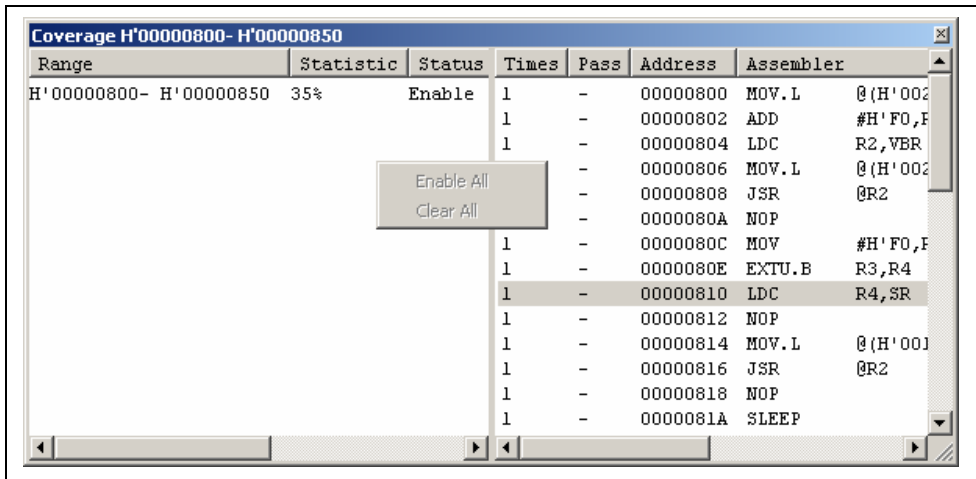 Coverage H'00000800- H'00000850
Range Statistic Status Times Pass Address Assembler
H'00000800- H'00000850 35% Enable 1 - 00000800 MOV.L @(H'002
1 - 00000802 ADD #H'F0,R
1 - 00000804 LDC R2,VBR
Enable All
Clear All
- 00000806 MOV.L @(H'002
- 00000808 JSR @R2
- 0000080A NOP
1 - 0000080C MOV #H'F0,R
1 - 0000080E EXTU.B R3,R4
1 - 00000810 LDC R4,SR
1 - 00000812 NOP
1 - 00000814 MOV.L @(H'001
1 - 00000816 JSR @R2
1 - 00000818 NOP
1 - 0000081A SLEEP